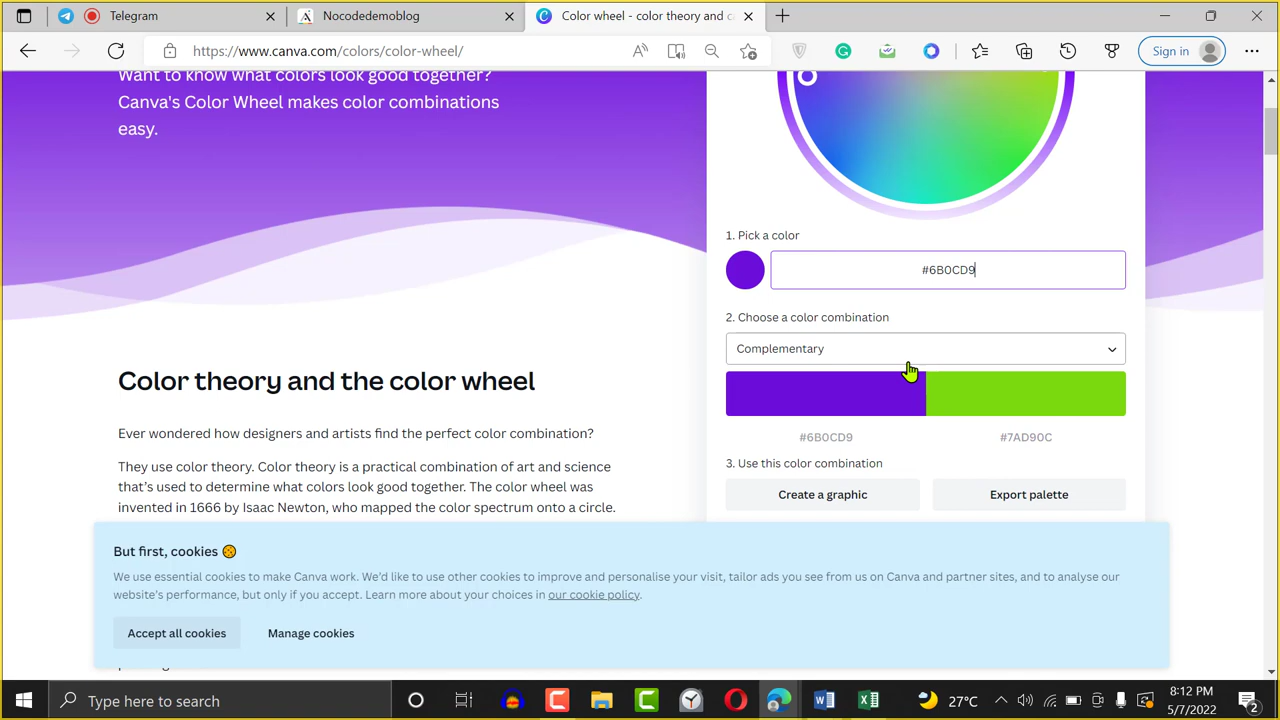 Telegram
Nocodedemoblog
Color wheel - color theory and c
https://www.canva.com/colors/color-wheel/
Sign in
Want to know what colors look good together?
Canva's Color Wheel makes color combinations
easy.
1. Pick a color
#6B0CD9
2. Choose a color combination
Complementary
#6B0CD9
#7AD90C
3. Use this color combination
Create a graphic
Export palette
Color theory and the color wheel
Ever wondered how designers and artists find the perfect color combination?
They use color theory. Color theory is a practical combination of art and science
that's used to determine what colors look good together. The color wheel was
invented in 1666 by Isaac Newton, who mapped the color spectrum onto a circle.
But first, cookies
We use essential cookies to make Canva work. We'd like to use other cookies to improve and personalise your visit, tailor ads you see from us on Canva and partner sites, and to analyse our
website's performance, but only if you accept. Learn more about your choices in our cookie policy.
Accept all cookies
Manage cookies
Type here to search
27°C
8:12 PM
5/7/2022
2